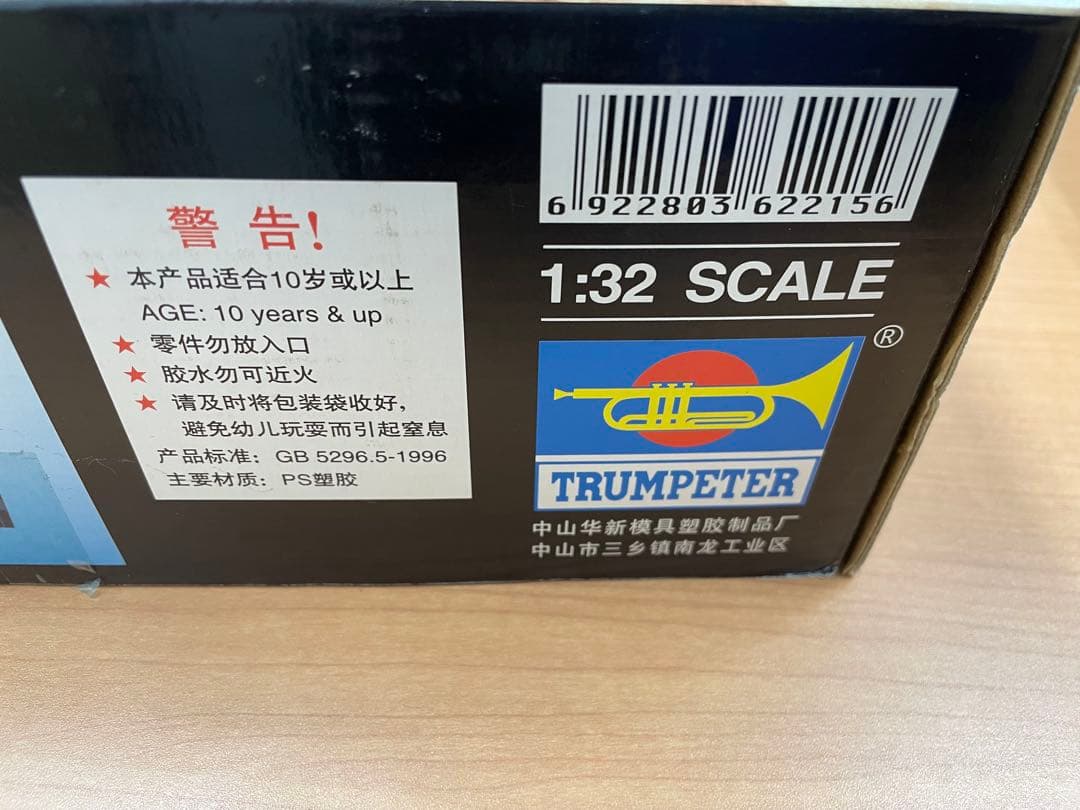 警告!
★ 本产品适合10岁或以上
AGE: 10 years & up
★ 零件勿放入口
★ 胶水勿可近火
★ 请及时将包装袋收好,
避免幼儿玩耍而引起窒息
产品标准: GB 5296.5-1996
主要材质: PS塑胶
6 922803 622156
1:32 SCALE
®
TRUMPETER
中山华新模具塑胶制品厂
中山市三乡镇南龙工业区